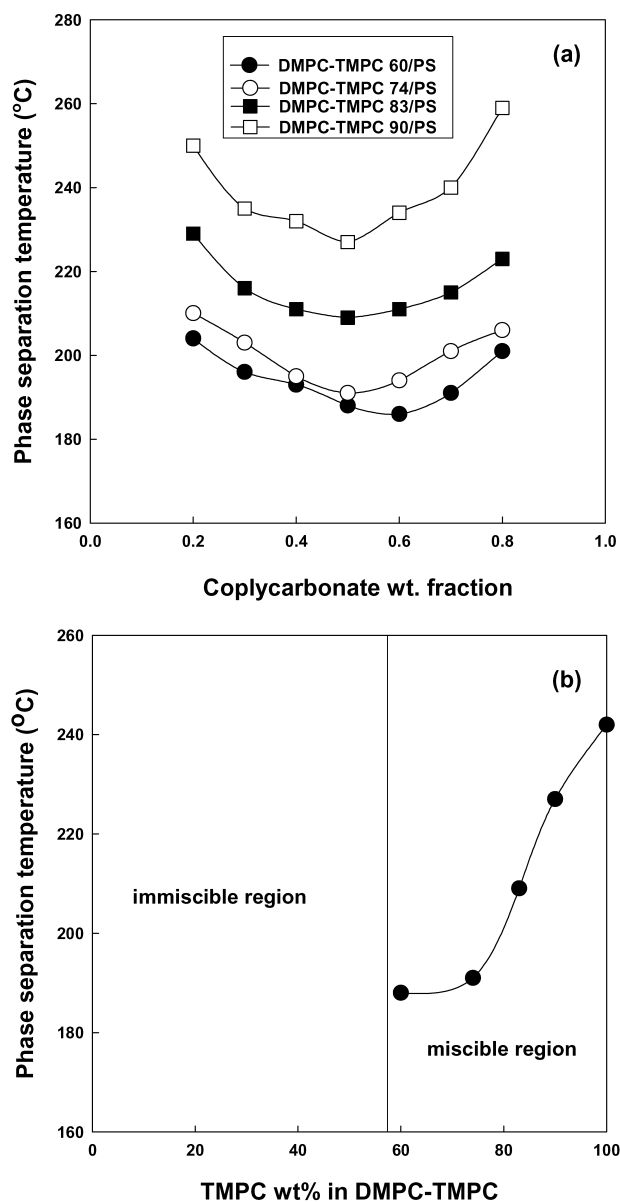 280
(a)
DMPC-TMPC 60/PS
DMPC-TMPC 74/PS
DMPC-TMPC 83/PS
DMPC-TMPC 90/PS
260
240
220
200
180
160
Phase separation temperature (°C)
0.0 0.2 0.4 0.6 0.8 1.0
Coplycarbonate wt. fraction
260
(b)
240
220
immiscible region
200
180
miscible region
160
Phase separation temperature (°C)
0 20 40 60 80 100
TMPC wt% in DMPC-TMPC